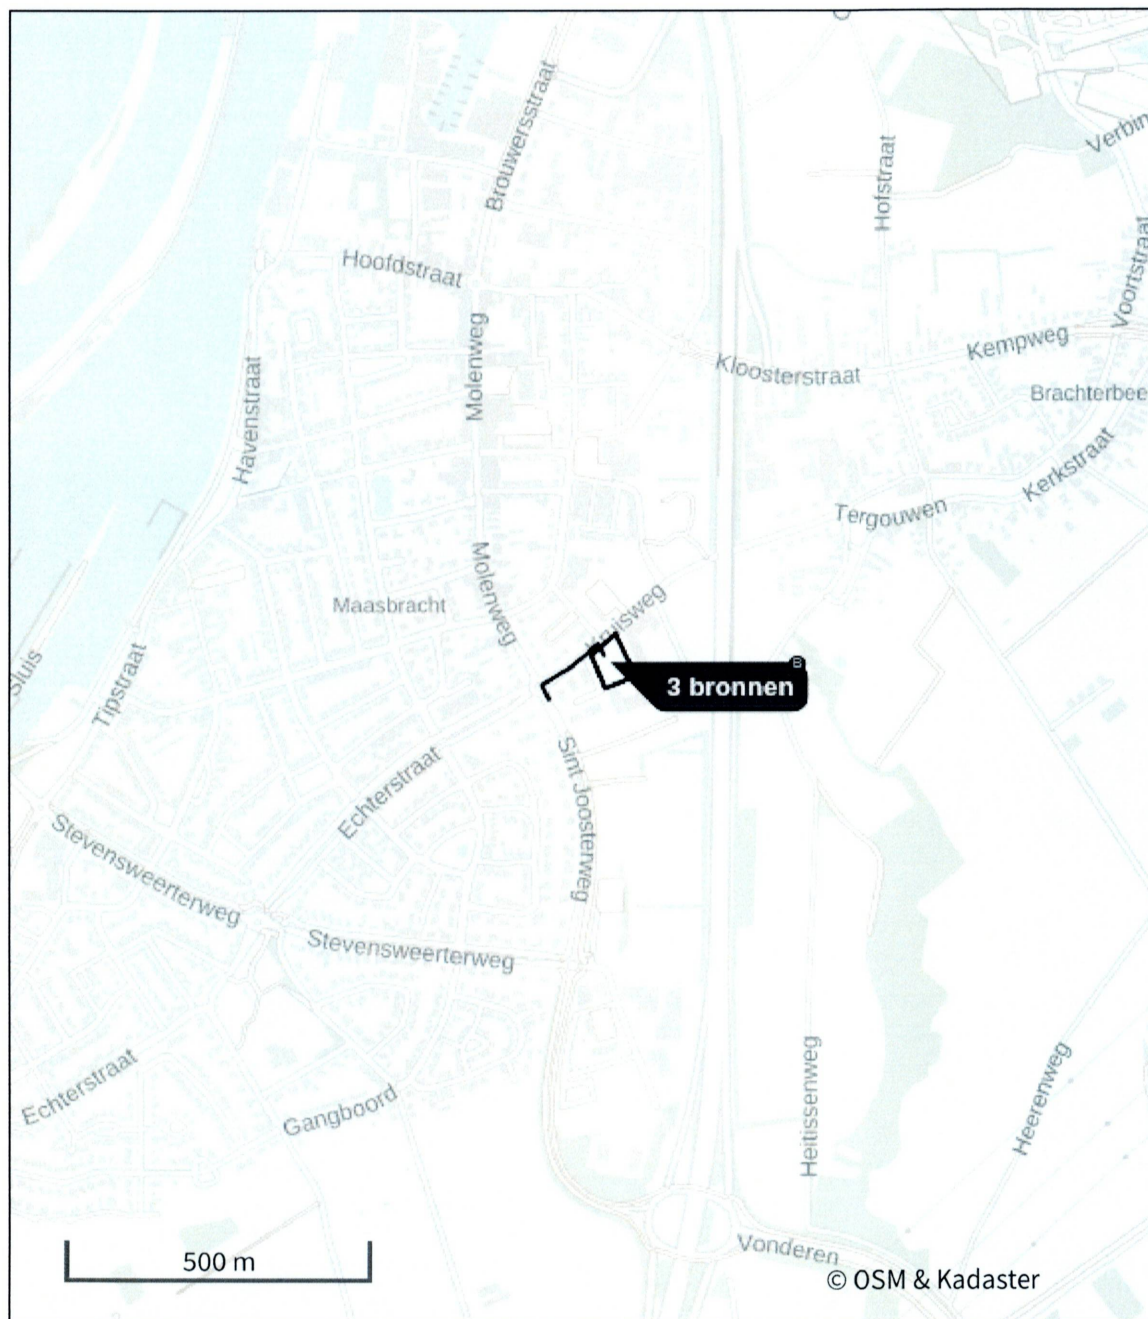 Brouwersstraat
Hofstraat
Verbin
Voortstraat
Hoofdstraat
Molenweg
Kempweg
Kloosterstraat
Brachterbee
Havenstraat
Kerkstraat
Tergouwen
Molenweg
Maasbracht
Kruisweg
Sluis
Tipstraat
B
3 bronnen
Sint Joosterweg
Echterstraat
Stevensweerterweg
Stevensweerterweg
Echterstraat
Gangboord
Heitissenweg
Heerenweg
Vonderen
500 m
© OSM & Kadaster